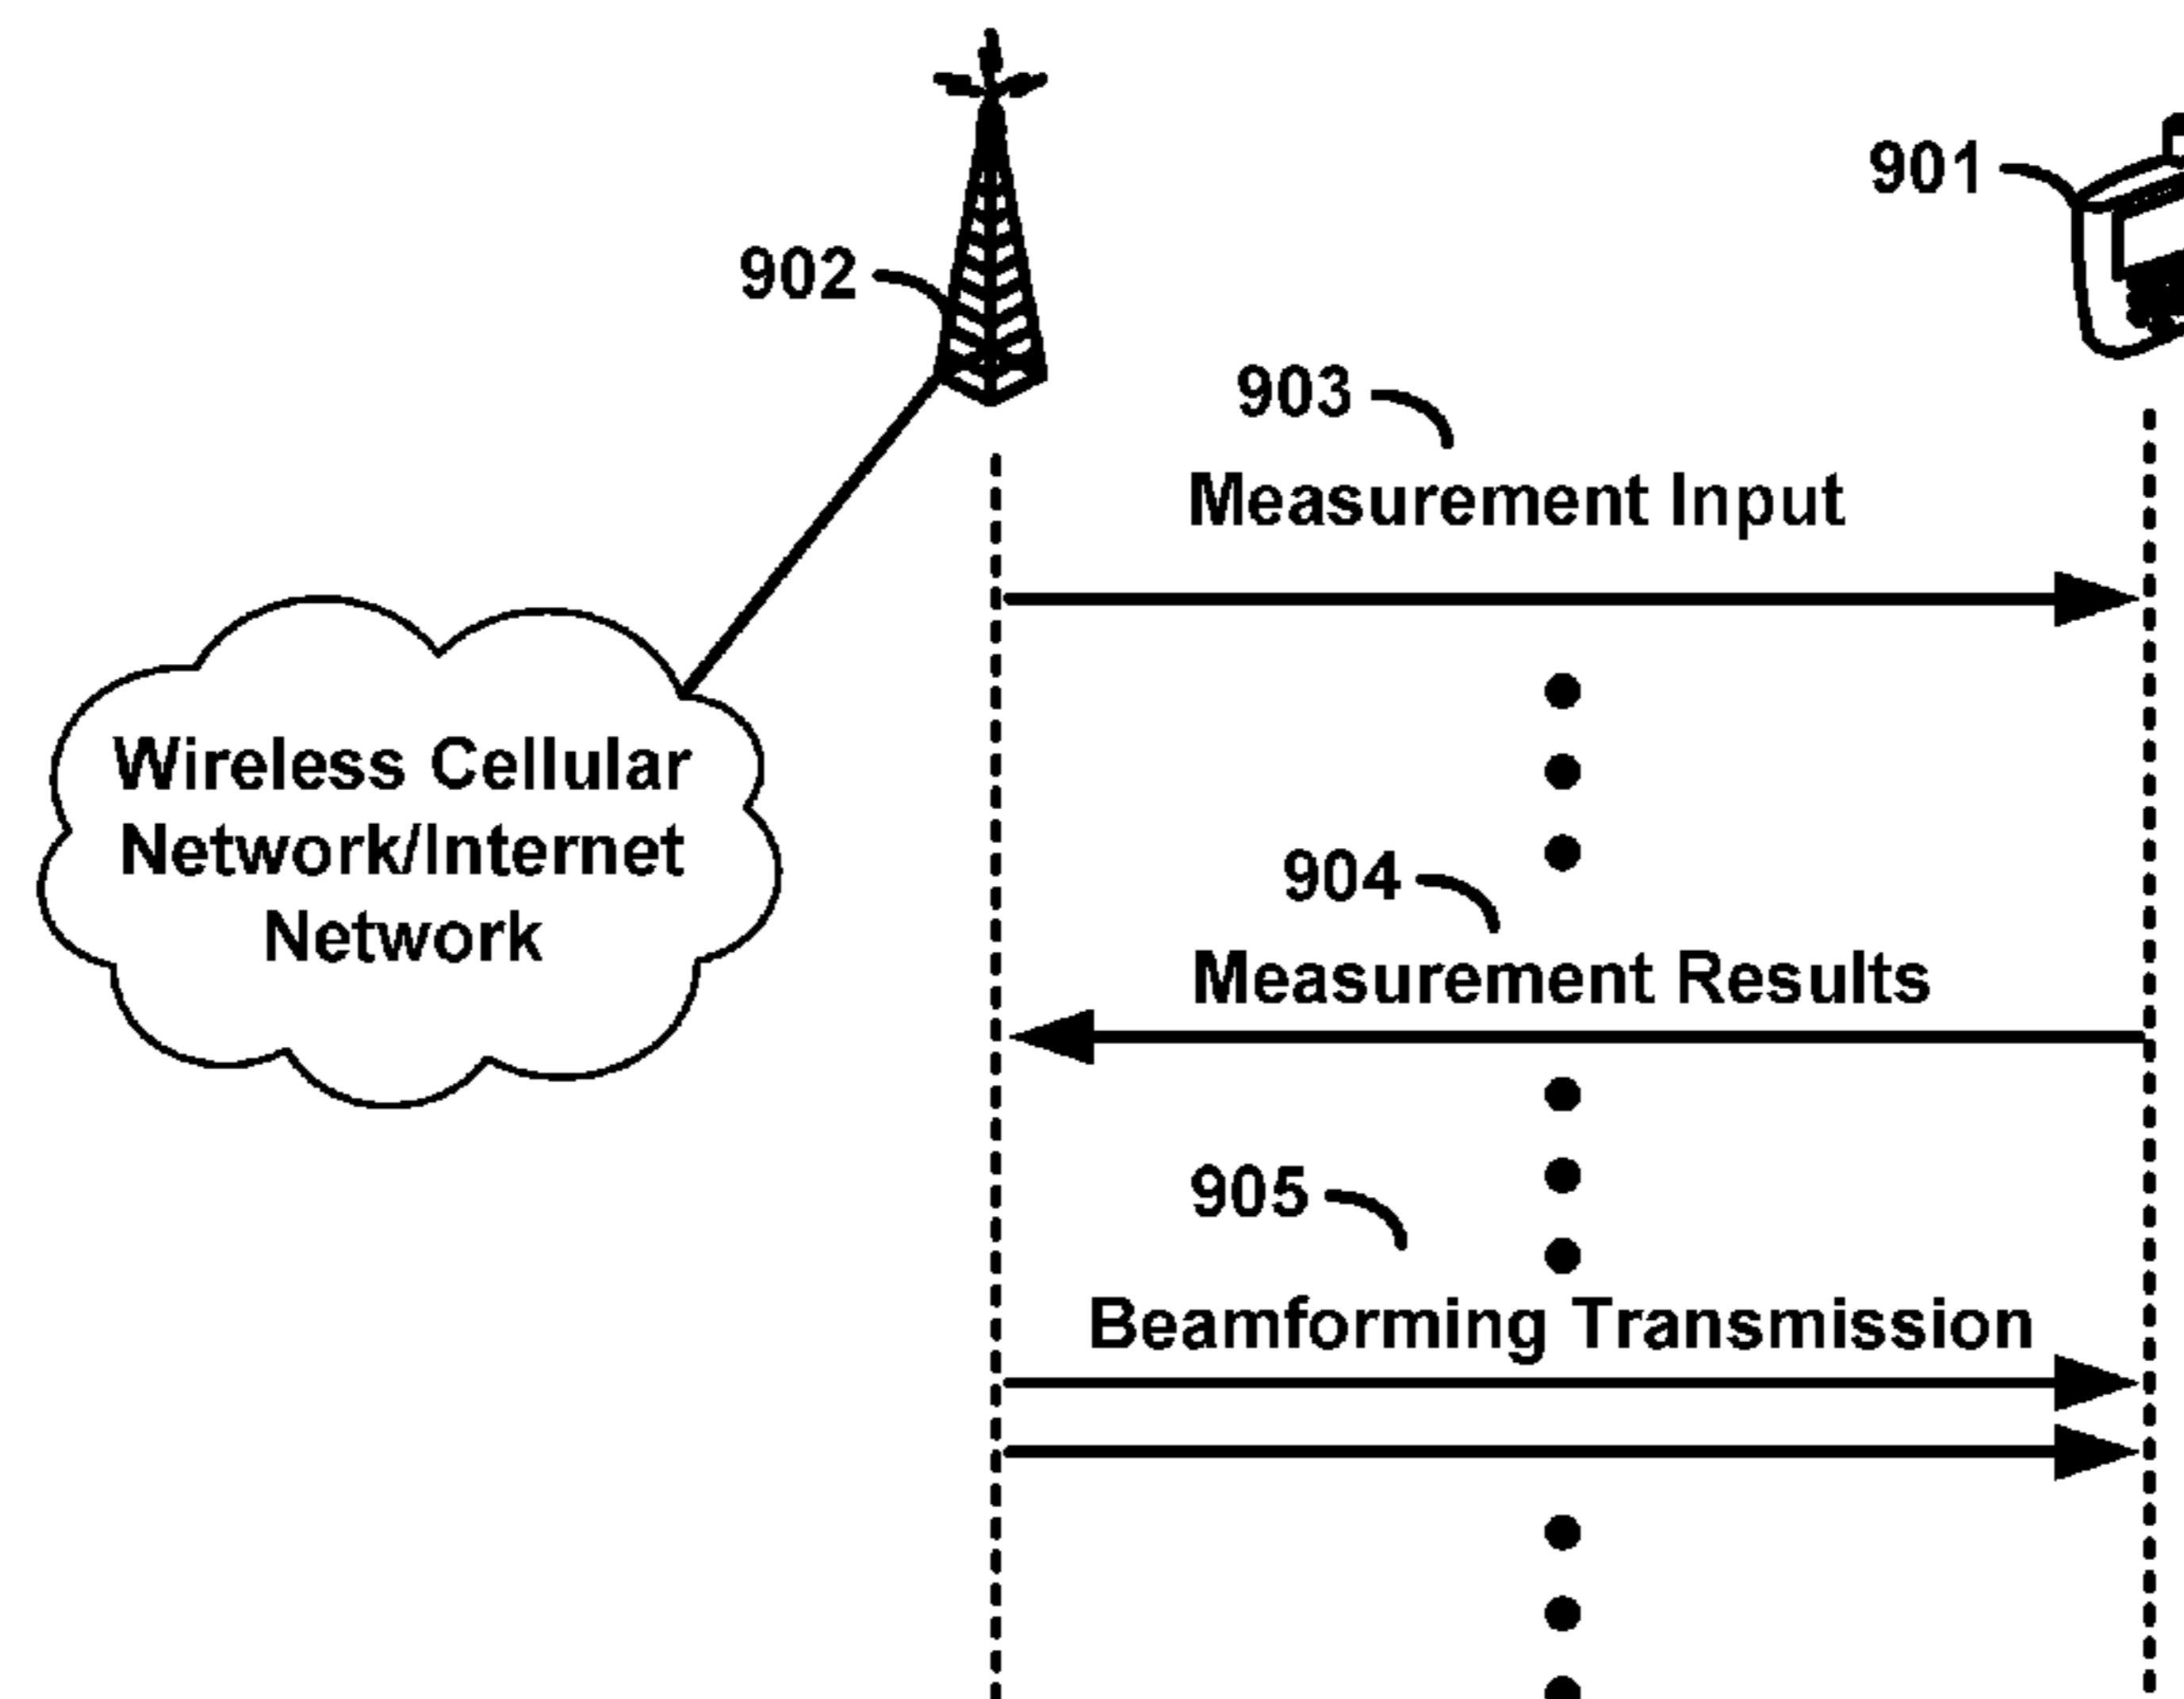 901
902
903
Measurement Input
Wireless Cellular
Network/Internet
Network
904
Measurement Results
905
Beamforming Transmission